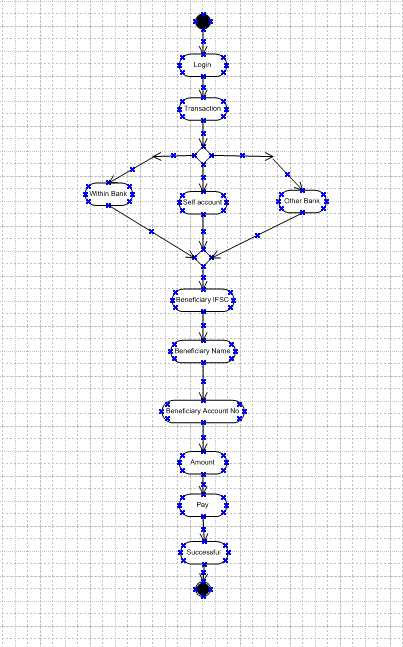 Login
Transaction
Within Bank
Self account
Other Bank
Beneficiary IFSC
Beneficiary Name
Beneficiary Account No
Amount
Pay
Successful